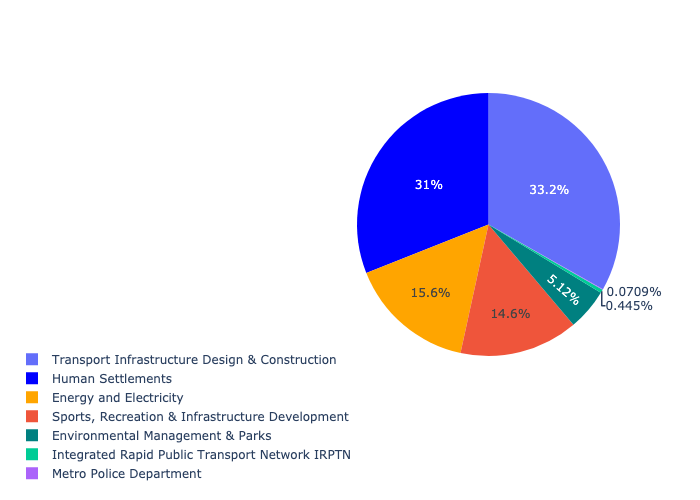 31%
33.2%
5.12%
0.0709%
15.6%
0.445%
14.6%
Transport Infrastructure Design & Construction
Human Settlements
Energy and Electricity
Sports, Recreation & Infrastructure Development
Environmental Management & Parks
Integrated Rapid Public Transport Network IRPTN
Metro Police Department